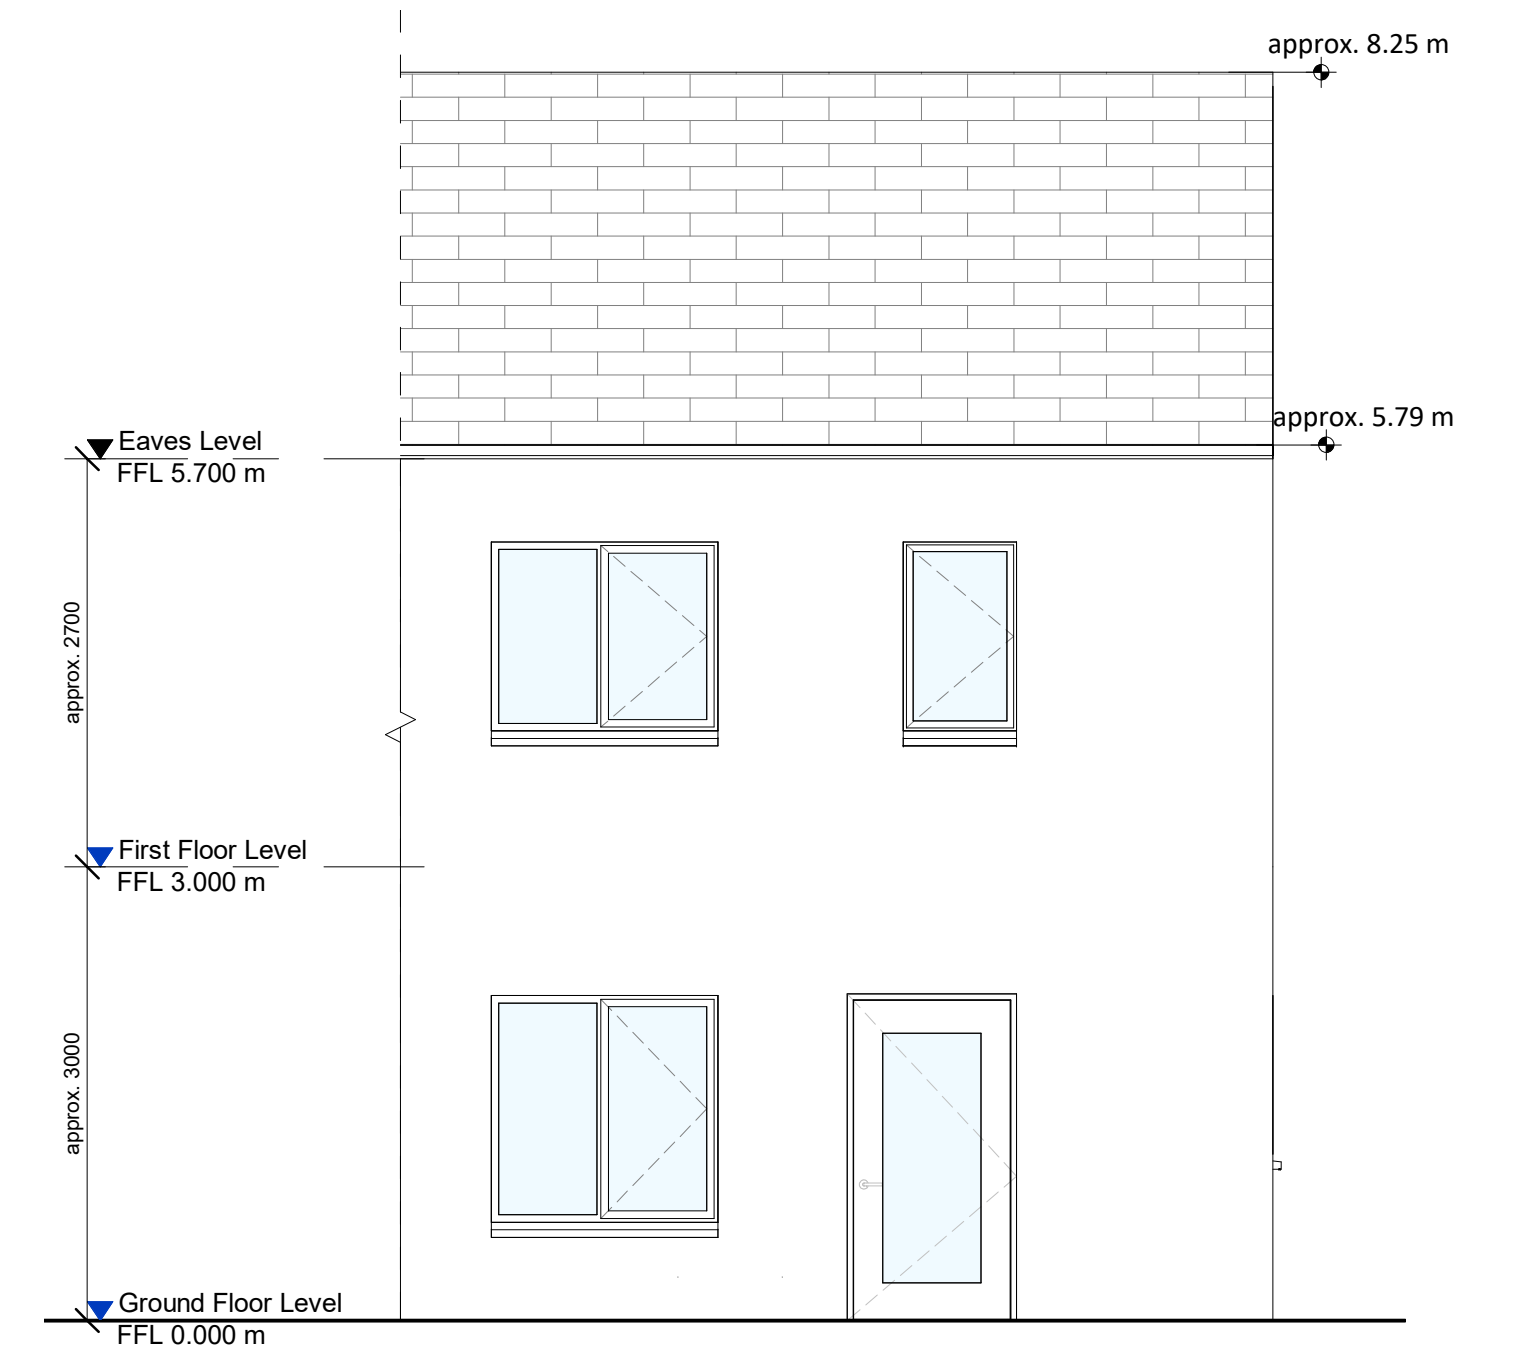 approx. 8.25 m
approx. 5.79 m
Eaves Level
FFL 5.700 m
approx. 2700
First Floor Level
FFL 3.000 m
approx. 3000
Ground Floor Level
FFL 0.000 m